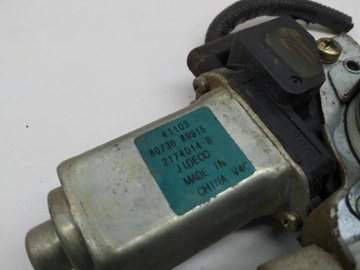 41103
80730 89915
2174014-B
JIDECO
MADE IN
CHINA V4C